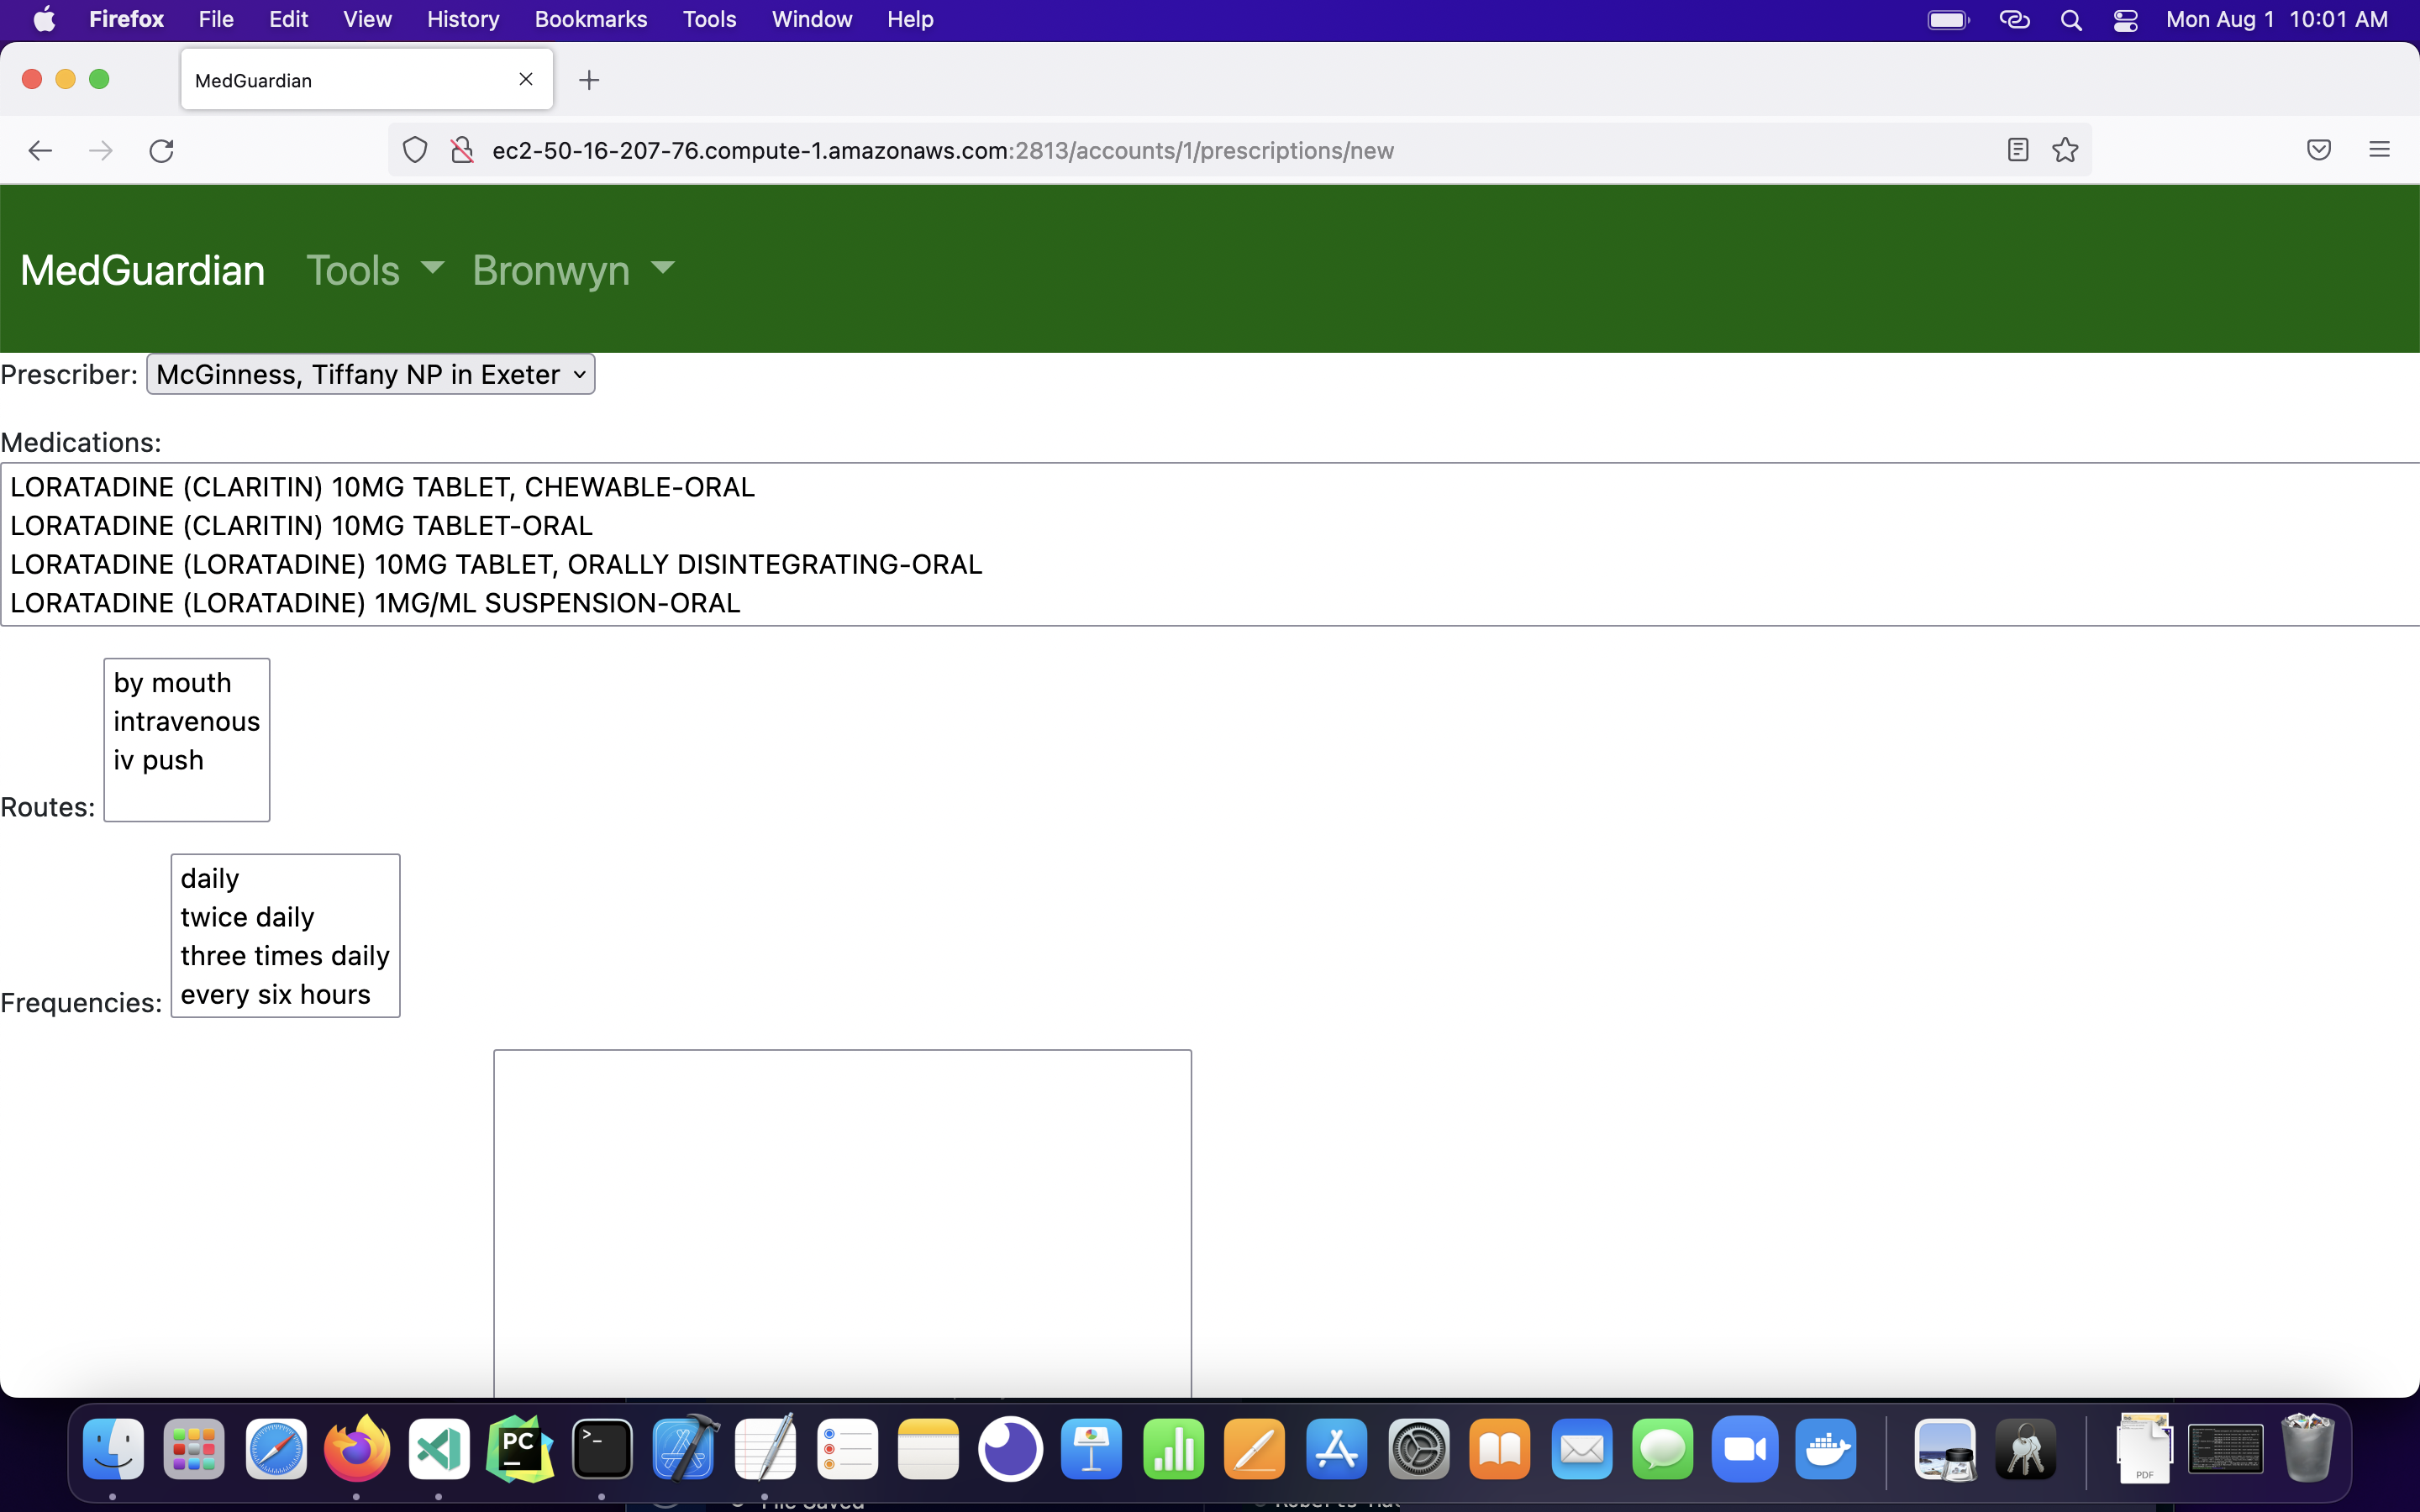 Firefox File Edit View History Bookmarks Tools Window Help Mon Aug 1 10:01 AM
MedGuardian
ec2-50-16-207-76.compute-1.amazonaws.com:2813/accounts/1/prescriptions/new
MedGuardian Tools Bronwyn
Prescriber: McGinness, Tiffany NP in Exeter
Medications:
LORATADINE (CLARITIN) 10MG TABLET, CHEWABLE-ORAL
LORATADINE (CLARITIN) 10MG TABLET-ORAL
LORATADINE (LORATADINE) 10MG TABLET, ORALLY DISINTEGRATING-ORAL
LORATADINE (LORATADINE) 1MG/ML SUSPENSION-ORAL
by mouth
intravenous
iv push
Routes:
daily
twice daily
three times daily
every six hours
Frequencies:
PC
>_
PDF
File Saved